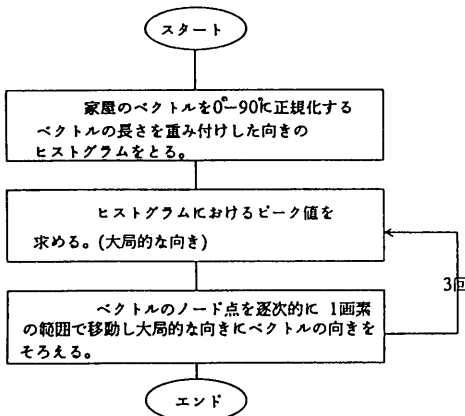 スタート
家屋のベクトルを0°−90°に正規化する
ベクトルの長さを重み付けした向きの
ヒストグラムをとる。
ヒストグラムにおけるピーク値を
求める。(大局的な向き)
3回
ベクトルのノード点を逐次的に 1画素
の範囲で移動し大局的な向きにベクトルの向きを
そろえる。
エンド